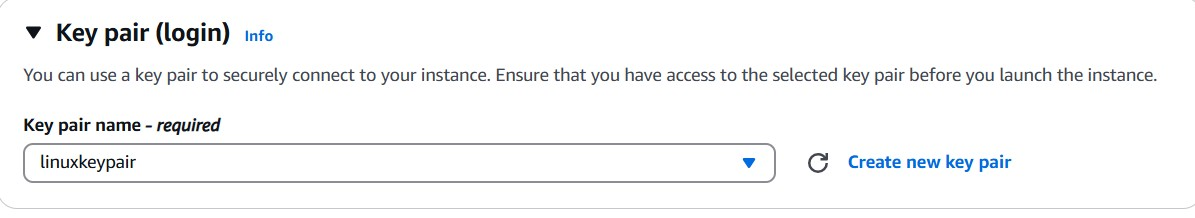 Key pair (login) Info
You can use a key pair to securely connect to your instance. Ensure that you have access to the selected key pair before you launch the instance.
Key pair name - required
linuxkeypair Create new key pair